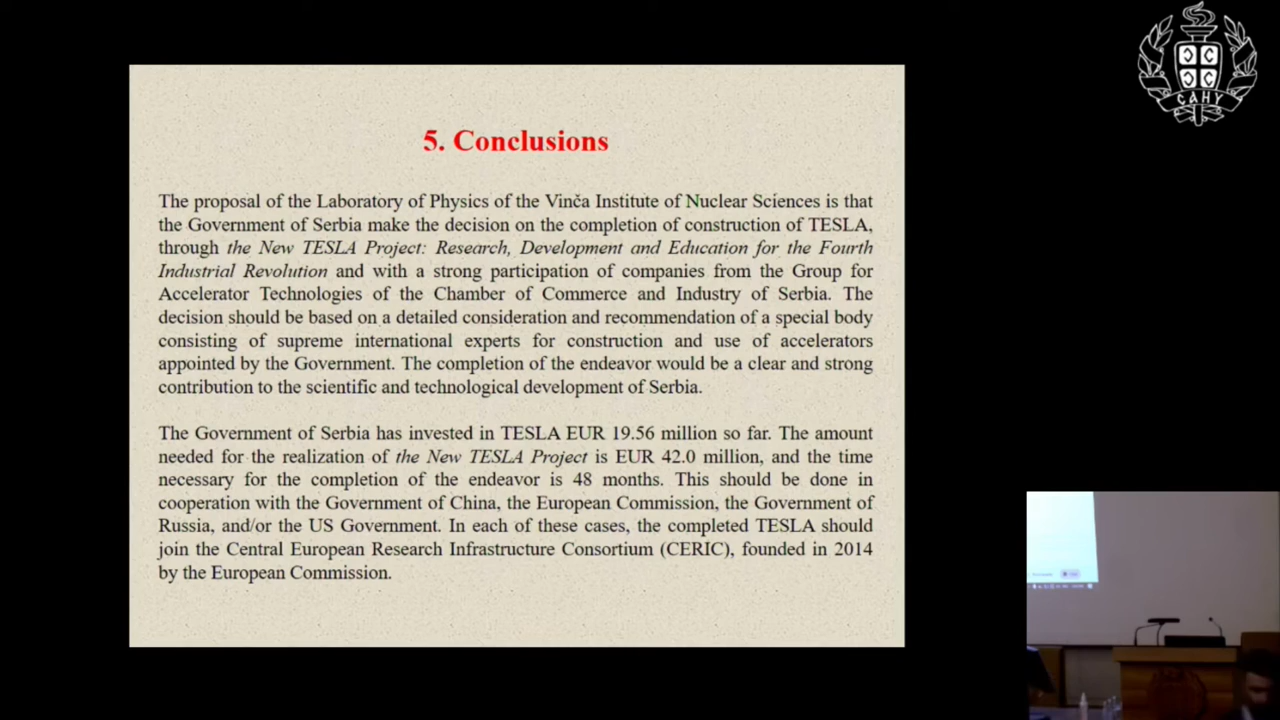 5. Conclusions
The proposal of the Laboratory of Physics of the Vinča Institute of Nuclear Sciences is that
the Government of Serbia make the decision on the completion of construction of TESLA,
through the New TESLA Project: Research, Development and Education for the Fourth
Industrial Revolution and with a strong participation of companies from the Group for
Accelerator Technologies of the Chamber of Commerce and Industry of Serbia. The
decision should be based on a detailed consideration and recommendation of a special body
consisting of supreme international experts for construction and use of accelerators
appointed by the Government. The completion of the endeavor would be a clear and strong
contribution to the scientific and technological development of Serbia.
The Government of Serbia has invested in TESLA EUR 19.56 million so far. The amount
needed for the realization of the New TESLA Project is EUR 42.0 million, and the time
necessary for the completion of the endeavor is 48 months. This should be done in
cooperation with the Government of China, the European Commission, the Government of
Russia, and/or the US Government. In each of these cases, the completed TESLA should
join the Central European Research Infrastructure Consortium (CERIC), founded in 2014
by the European Commission.
САНУ